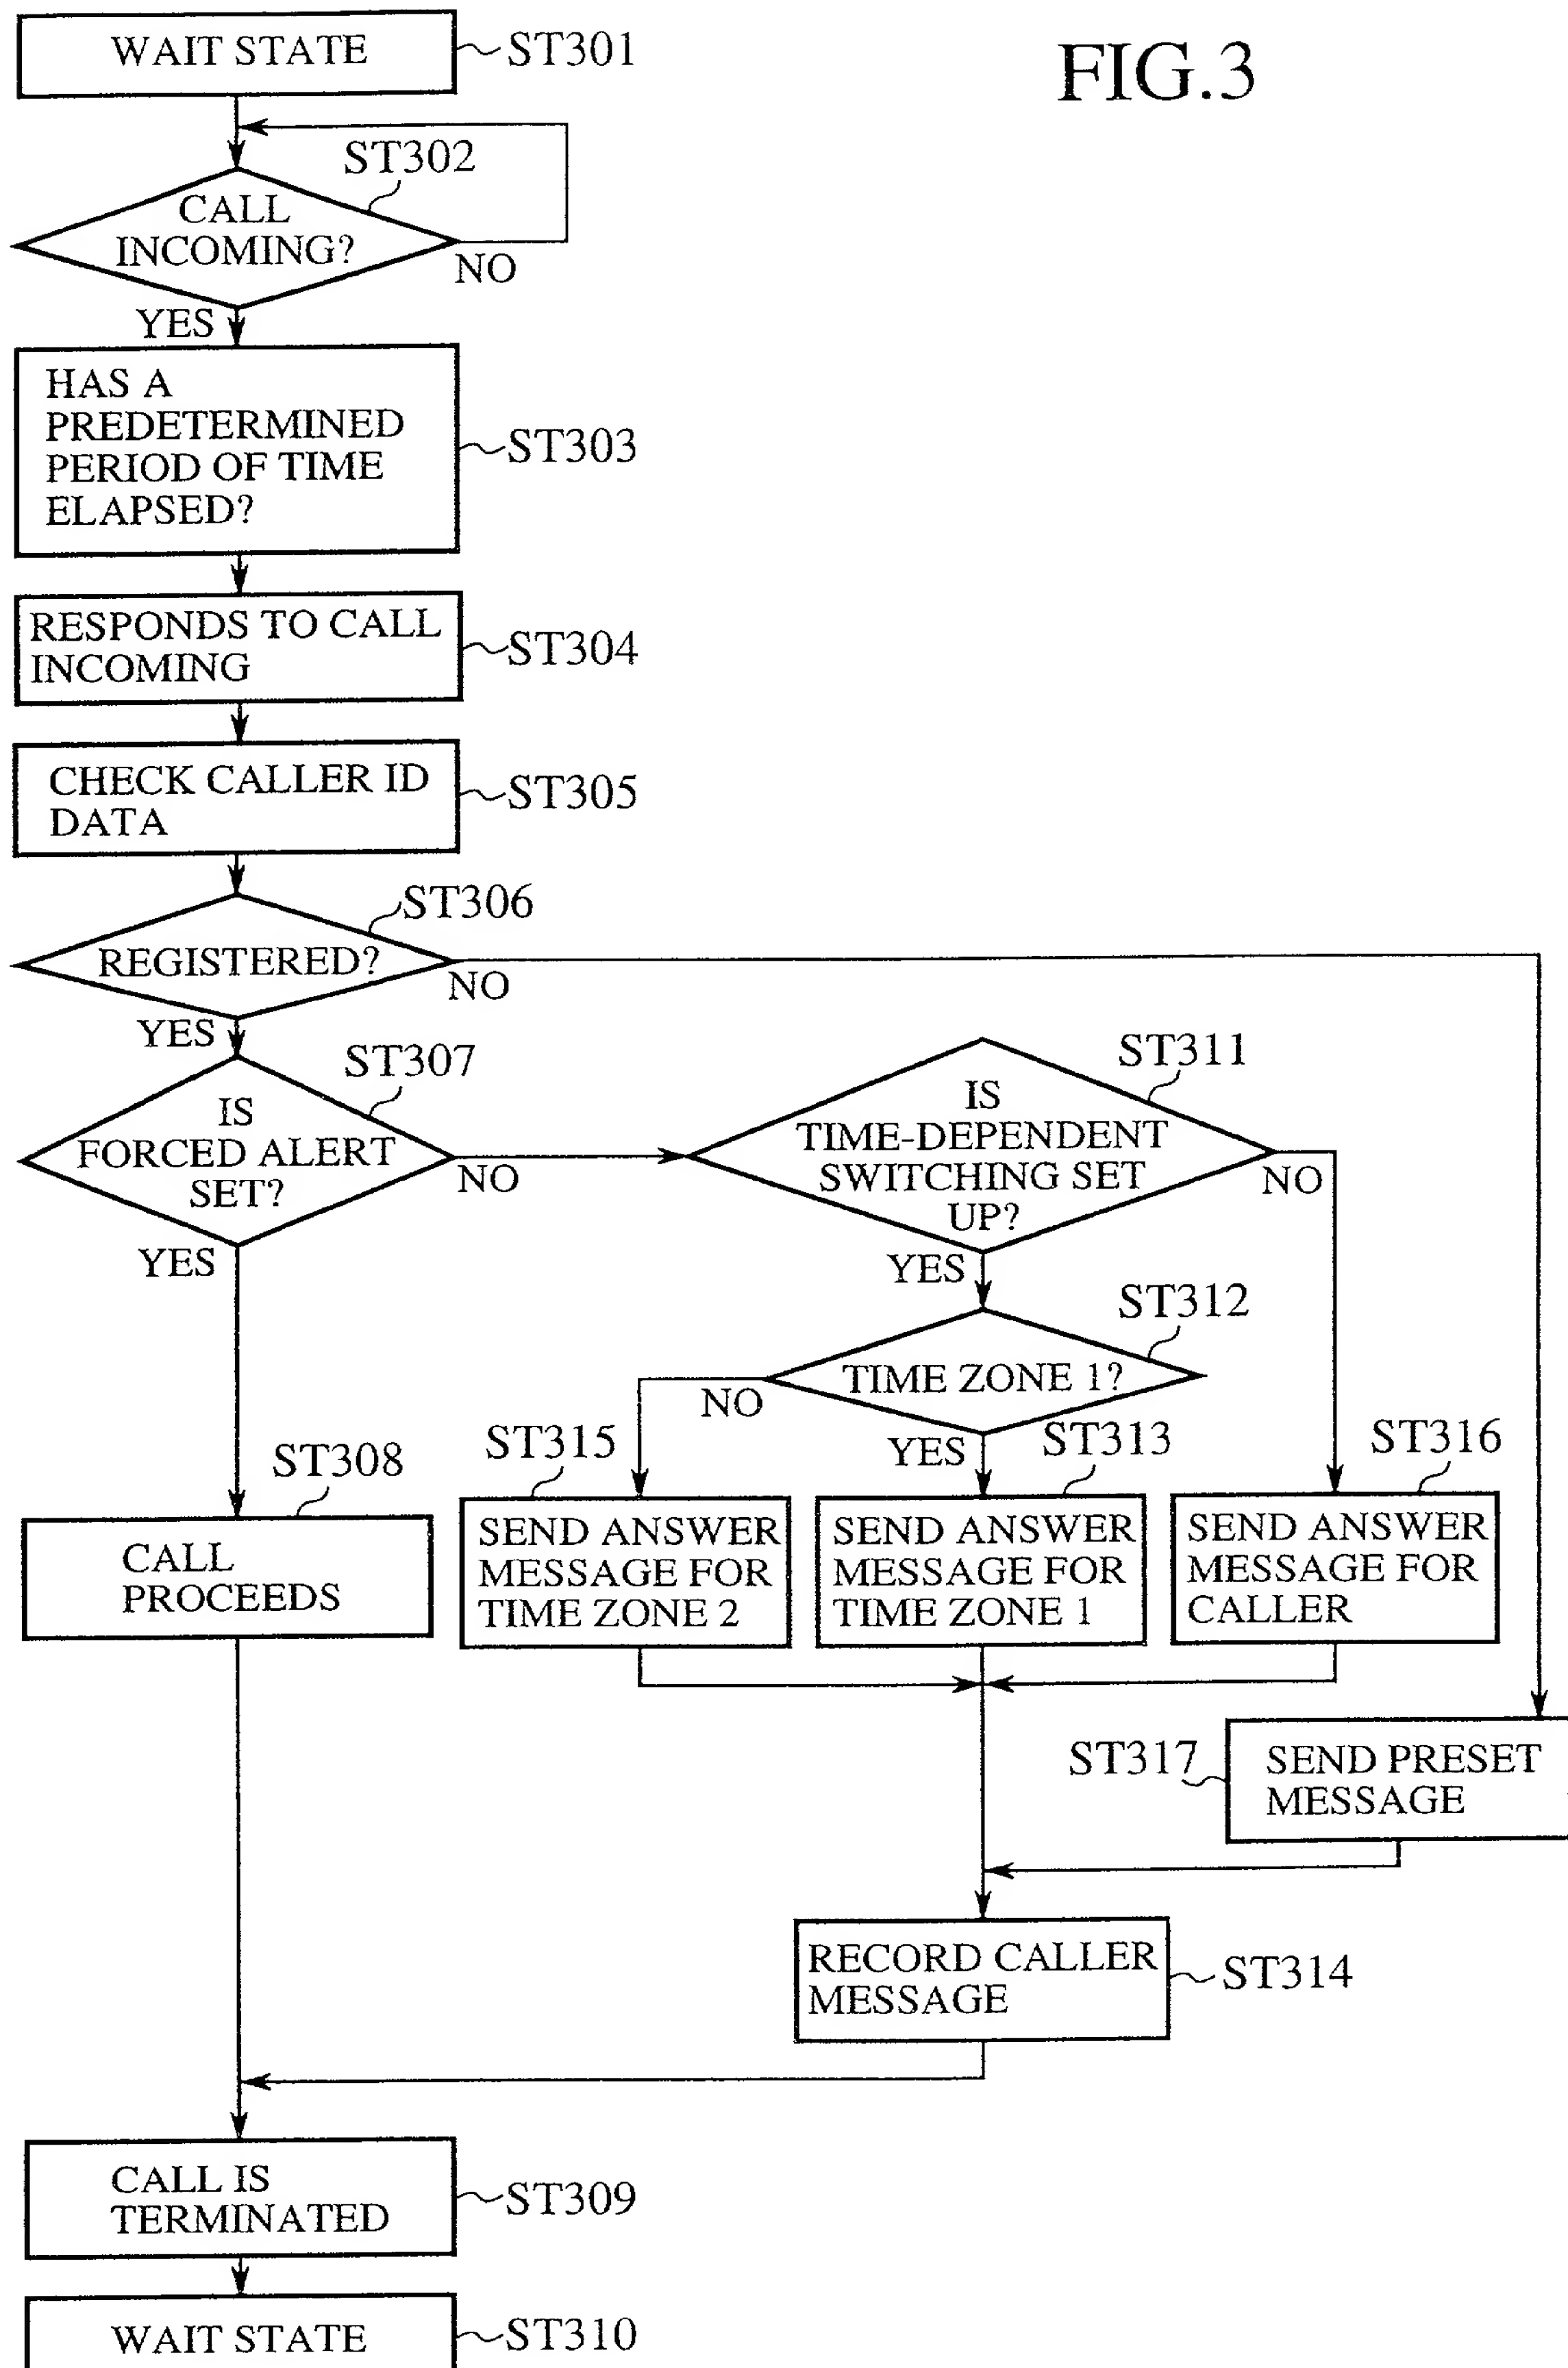 FIG.3
WAIT STATE
ST301
ST302
CALL
INCOMING?
NO
YES
HAS A
PREDETERMINED
PERIOD OF TIME
ELAPSED?
ST303
RESPONDS TO CALL
INCOMING
ST304
CHECK CALLER ID
DATA
ST305
ST306
REGISTERED?
NO
YES
ST307
IS
FORCED ALERT
SET?
NO
YES
ST311
IS
TIME-DEPENDENT
SWITCHING SET
UP?
NO
YES
ST312
TIME ZONE 1?
NO
YES
ST308
CALL
PROCEEDS
ST315
SEND ANSWER
MESSAGE FOR
TIME ZONE 2
ST313
SEND ANSWER
MESSAGE FOR
TIME ZONE 1
ST316
SEND ANSWER
MESSAGE FOR
CALLER
ST317
SEND PRESET
MESSAGE
RECORD CALLER
MESSAGE
ST314
CALL IS
TERMINATED
ST309
WAIT STATE
ST310